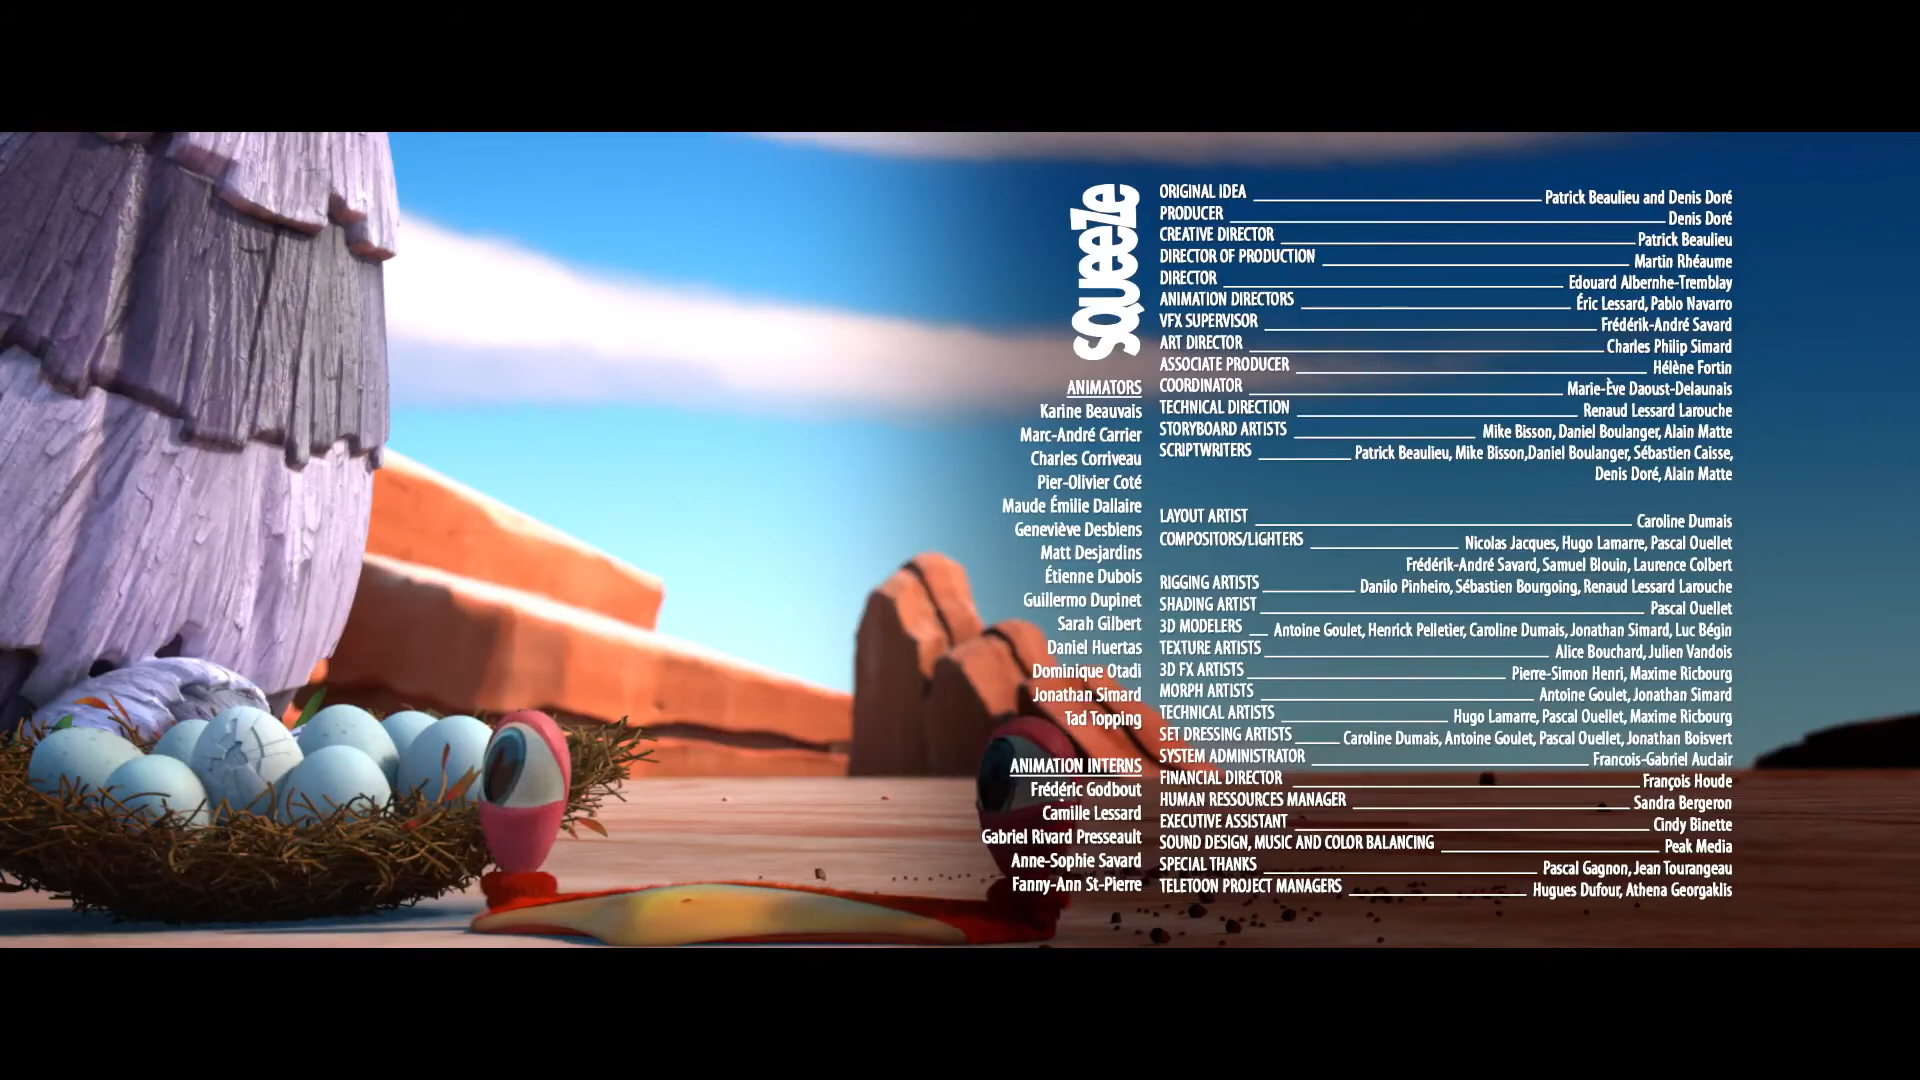 squeeze
ANIMATORS
Karine Beauvais
Marc-André Carrier
Charles Corriveau
Pier-Olivier Coté
Maude Émilie Dallaire
Geneviève Desbiens
Matt Desjardins
Étienne Dubois
Guillermo Dupinet
Sarah Gilbert
Daniel Huertas
Dominique Otadi
Jonathan Simard
Tad Topping
ANIMATION INTERNS
Frédéric Godbout
Camille Lessard
Gabriel Rivard Presseault
Anne-Sophie Savard
Fanny-Ann St-Pierre
ORIGINAL IDEA Patrick Beaulieu and Denis Doré
PRODUCER Denis Doré
CREATIVE DIRECTOR Patrick Beaulieu
DIRECTOR OF PRODUCTION Martin Rhéaume
DIRECTOR Edouard Albernhe-Tremblay
ANIMATION DIRECTORS Éric Lessard, Pablo Navarro
VFX SUPERVISOR Frédérik-André Savard
ART DIRECTOR Charles Philip Simard
ASSOCIATE PRODUCER Hélène Fortin
COORDINATOR Marie-Ève Daoust-Delaunais
TECHNICAL DIRECTION Renaud Lessard Larouche
STORYBOARD ARTISTS Mike Bisson, Daniel Boulanger, Alain Matte
SCRIPTWRITERS Patrick Beaulieu, Mike Bisson,Daniel Boulanger, Sébastien Caisse,
Denis Doré, Alain Matte
LAYOUT ARTIST Caroline Dumais
COMPOSITORS/LIGHTERS Nicolas Jacques, Hugo Lamarre, Pascal Ouellet
Frédérik-André Savard, Samuel Blouin, Laurence Colbert
RIGGING ARTISTS Danilo Pinheiro, Sébastien Bourgoing, Renaud Lessard Larouche
SHADING ARTIST Pascal Ouellet
3D MODELERS Antoine Goulet, Henrick Pelletier, Caroline Dumais, Jonathan Simard, Luc Bégin
TEXTURE ARTISTS Alice Bouchard, Julien Vandois
3D FX ARTISTS Pierre-Simon Henri, Maxime Ricbourg
MORPH ARTISTS Antoine Goulet, Jonathan Simard
TECHNICAL ARTISTS Hugo Lamarre, Pascal Ouellet, Maxime Ricbourg
SET DRESSING ARTISTS Caroline Dumais, Antoine Goulet, Pascal Ouellet, Jonathan Boisvert
SYSTEM ADMINISTRATOR Francois-Gabriel Auclair
FINANCIAL DIRECTOR François Houde
HUMAN RESSOURCES MANAGER Sandra Bergeron
EXECUTIVE ASSISTANT Cindy Binette
SOUND DESIGN, MUSIC AND COLOR BALANCING Peak Media
SPECIAL THANKS Pascal Gagnon, Jean Tourangeau
TELETOON PROJECT MANAGERS Hugues Dufour, Athena Georgaklis